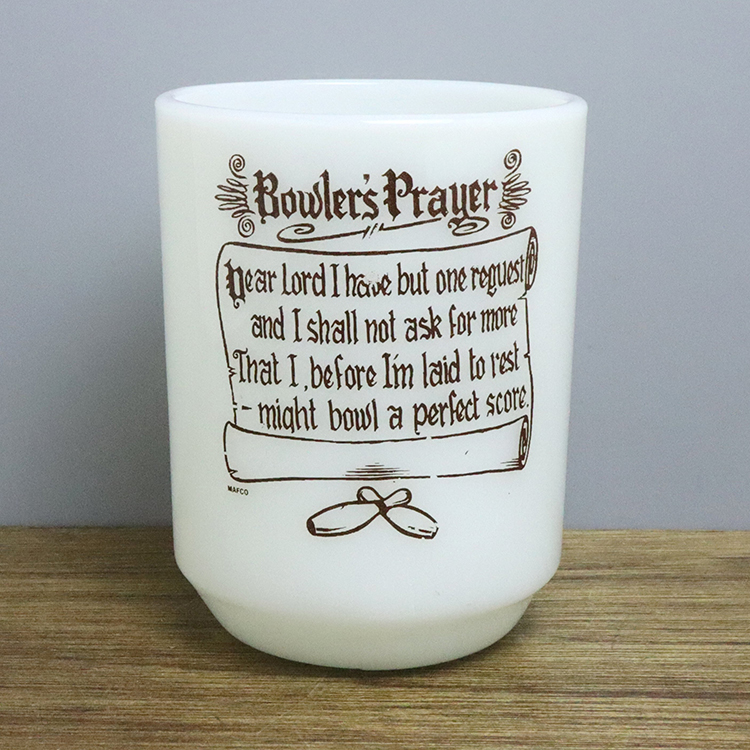 Bowler's Prayer
Dear Lord I have but one request
and I shall not ask for more
That I, before I'm laid to rest
- might bowl a perfect score.
MAFCO